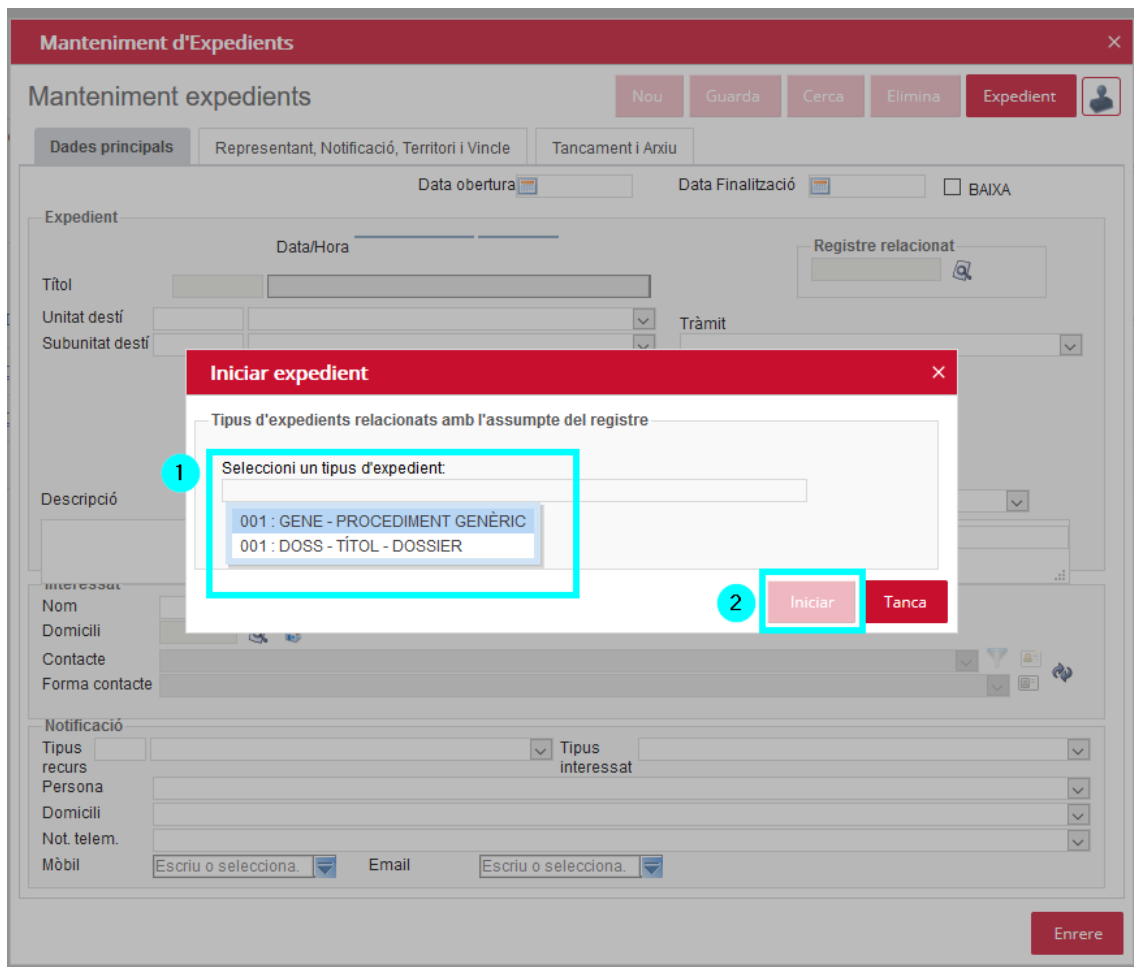 Manteniment d'Expedients ×
Manteniment expedients Nou Guarda Cerca Elimina Expedient
Dades principals Representant, Notificació, Territori i Vincle Tancament i Arxiu
Data obertura Data Finalització BAIXA
Expedient
Data/Hora Registre relacionat
Títol
Unitat destí
Tràmit
Subunitat destí
Iniciar expedient ×
Tipus d'expedients relacionats amb l'assumpte del registre
1 Seleccioni un tipus d'expedient:
Descripció
001 : GENE - PROCEDIMENT GENÈRIC
001 : DOSS - TÍTOL - DOSSIER
Interessat
Nom 2 Iniciar Tanca
Domicili
Contacte
Forma contacte
Notificació
Tipus recurs Tipus interessat
Persona
Domicili
Not. telem.
Mòbil Escriu o selecciona. Email Escriu o selecciona.
Enrere